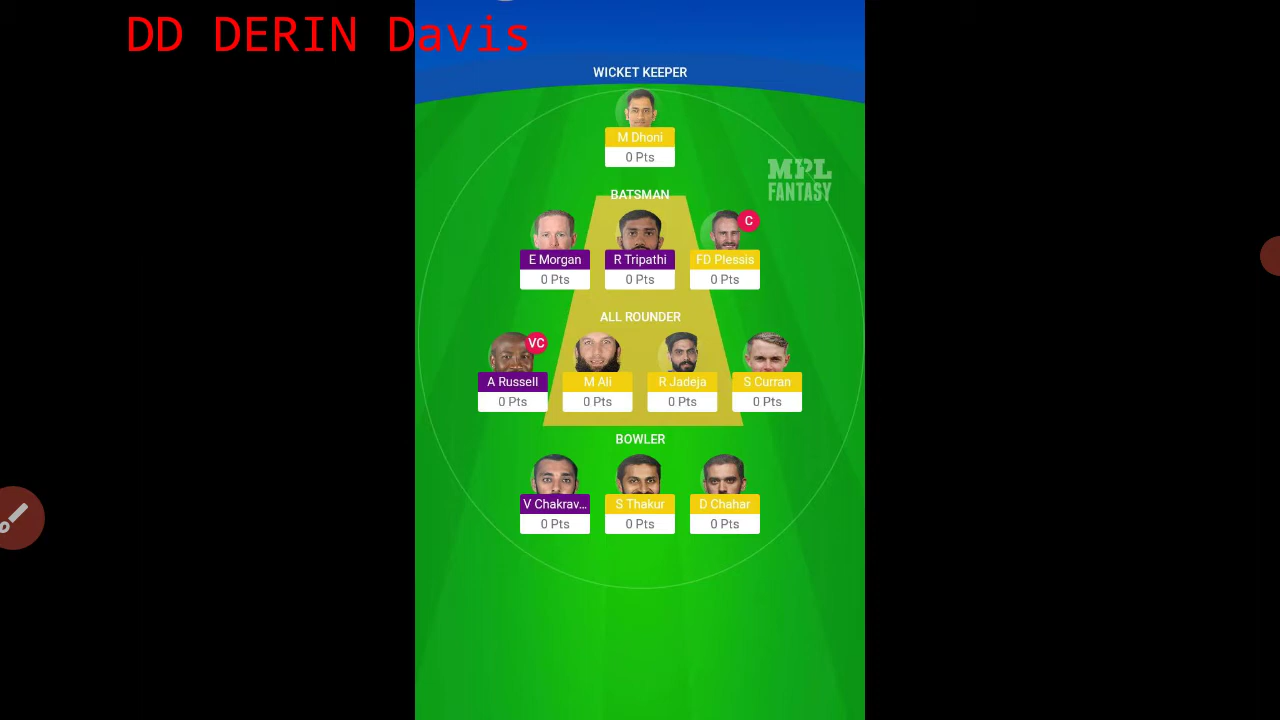 DD DERIN Davis
WICKET KEEPER
M Dhoni
0 Pts
MPL
FANTASY
BATSMAN
C
E Morgan R Tripathi FD Plessis
0 Pts 0 Pts 0 Pts
ALL ROUNDER
VC
A Russell M Ali R Jadeja S Curran
0 Pts 0 Pts 0 Pts 0 Pts
BOWLER
V Chakrav... S Thakur D Chahar
0 Pts 0 Pts 0 Pts